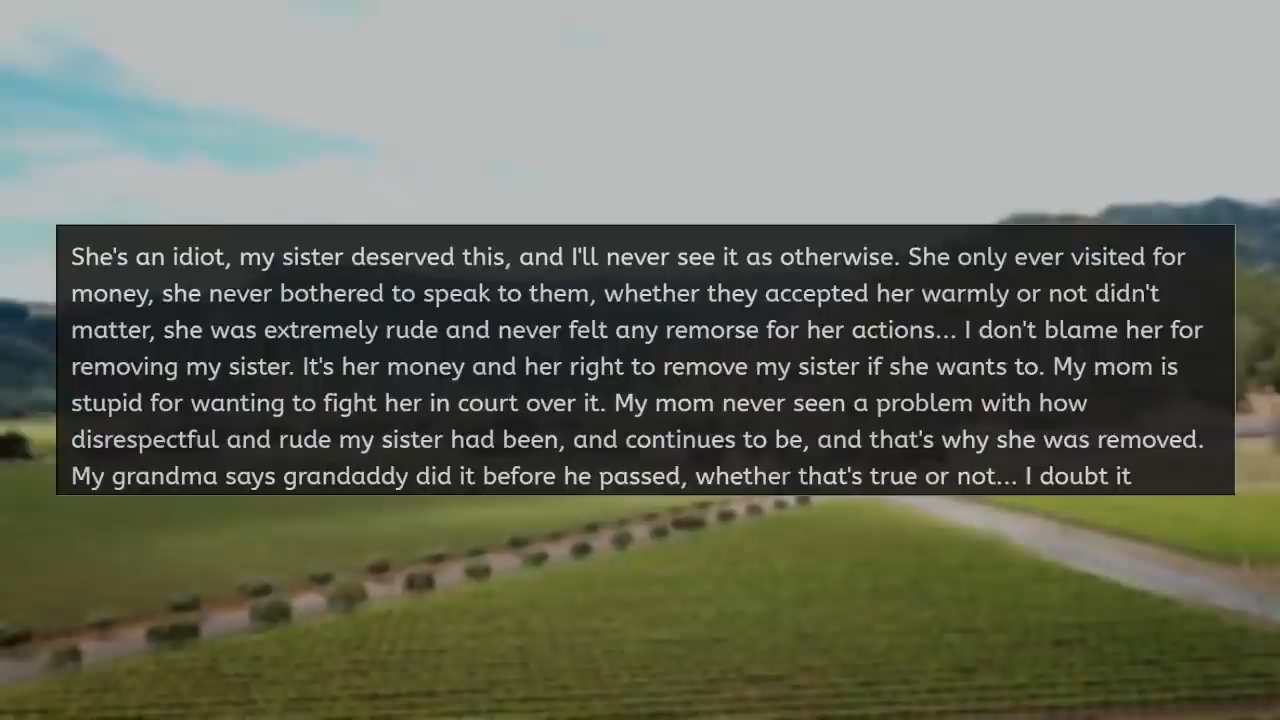 She's an idiot, my sister deserved this, and I'll never see it as otherwise. She only ever visited for
money, she never bothered to speak to them, whether they accepted her warmly or not didn't
matter, she was extremely rude and never felt any remorse for her actions... I don't blame her for
removing my sister. It's her money and her right to remove my sister if she wants to. My mom is
stupid for wanting to fight her in court over it. My mom never seen a problem with how
disrespectful and rude my sister had been, and continues to be, and that's why she was removed.
My grandma says grandaddy did it before he passed, whether that's true or not... I doubt it